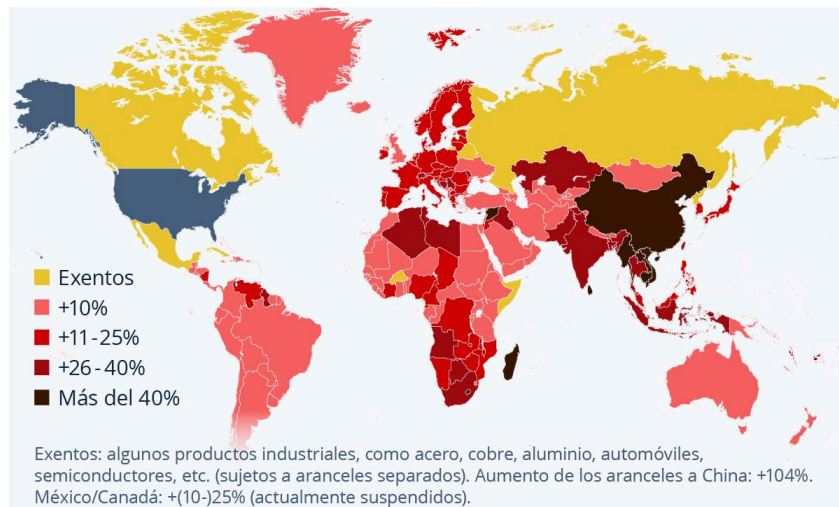 Exentos
+10%
+11-25%
+26-40%
Más del 40%
Exentos: algunos productos industriales, como acero, cobre, aluminio, automóviles,
semiconductores, etc. (sujetos a aranceles separados). Aumento de los aranceles a China: +104%.
México/Canadá: +(10-)25% (actualmente suspendidos).